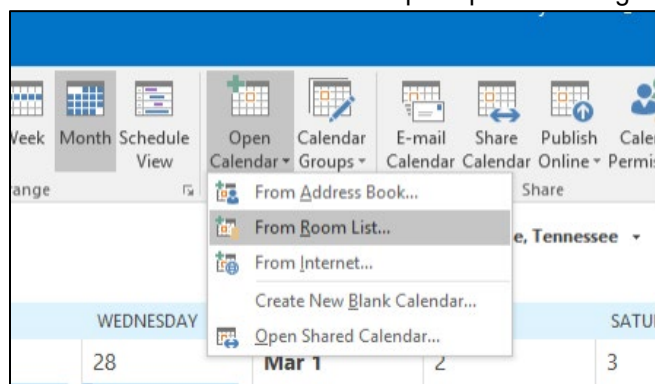 Week Month Schedule View Open Calendar Calendar Groups E-mail Calendar Share Calendar Publish Online
range Share
From Address Book...
From Room List...
e, Tennessee
From Internet...
Create New Blank Calendar...
WEDNESDAY
Open Shared Calendar...
28 Mar 1 2 3